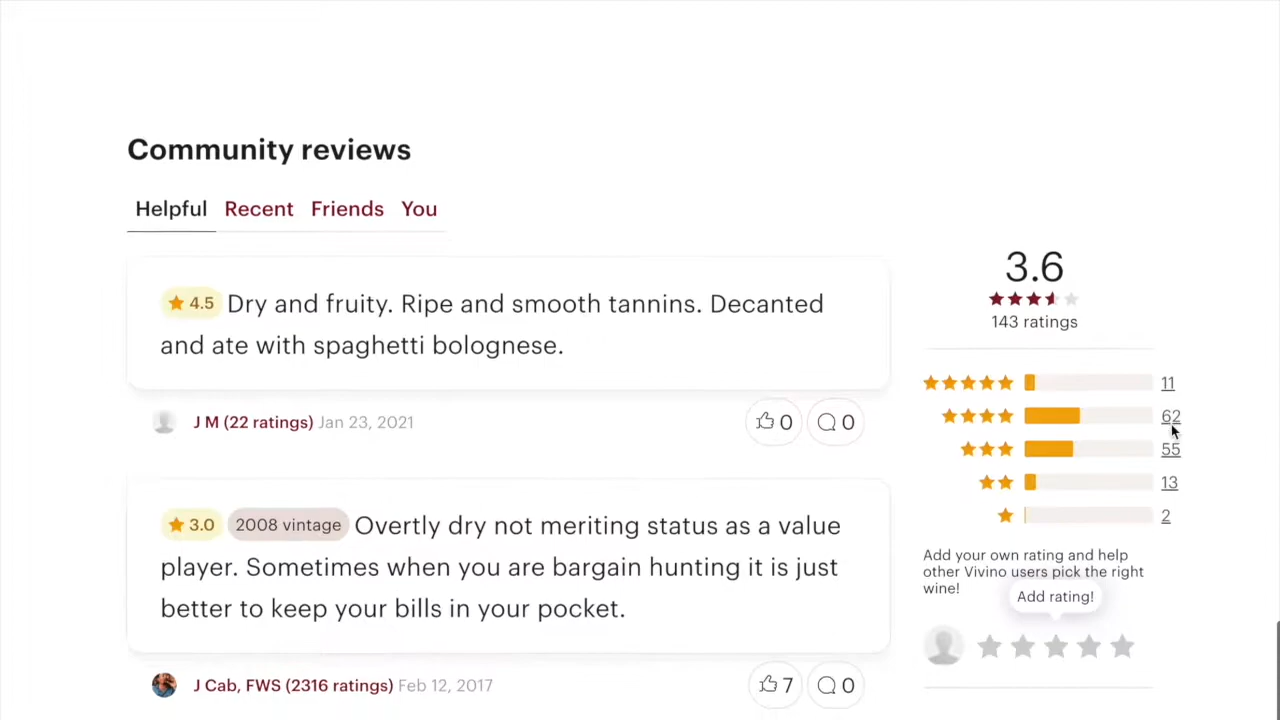 Community reviews
Helpful Recent Friends You
4.5 Dry and fruity. Ripe and smooth tannins. Decanted
and ate with spaghetti bolognese.
J M (22 ratings) Jan 23, 2021
0 0
3.0 2008 vintage Overtly dry not meriting status as a value
player. Sometimes when you are bargain hunting it is just
better to keep your bills in your pocket.
J Cab, FWS (2316 ratings) Feb 12, 2017
7 0
3.6
143 ratings
11
62
55
13
2
Add your own rating and help
other Vivino users pick the right
wine!
Add rating!